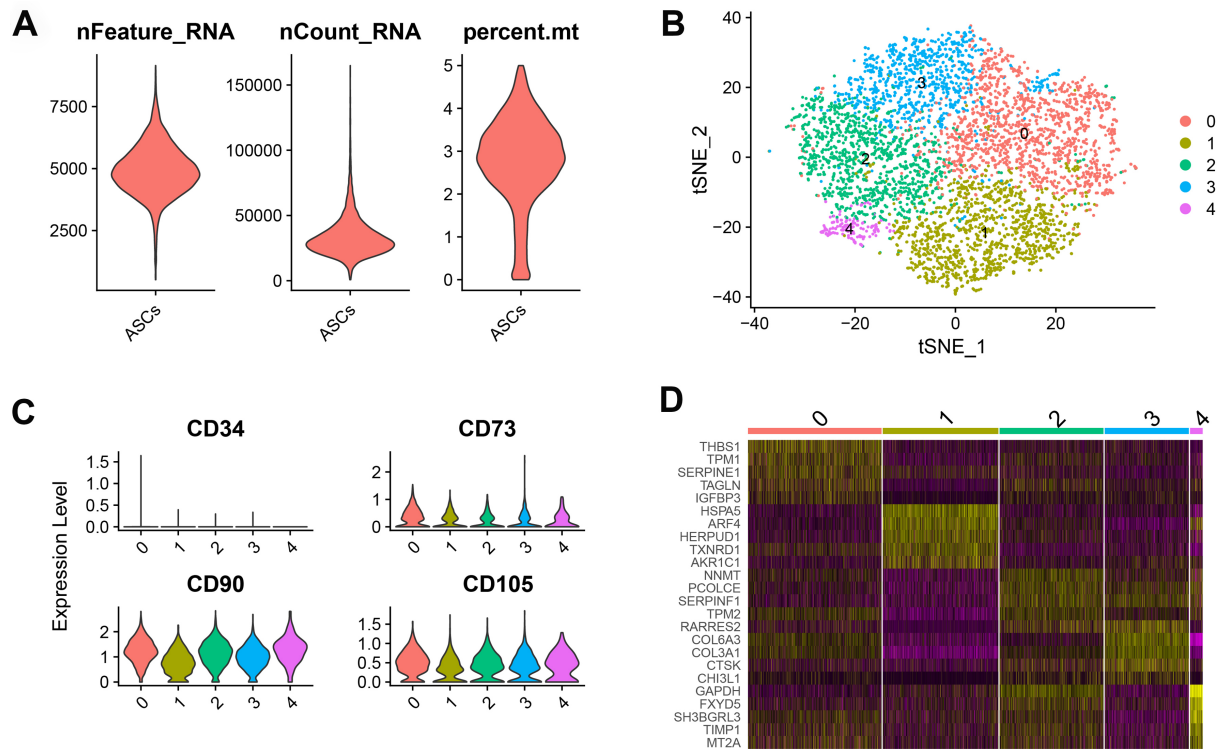 A
nFeature_RNA nCount_RNA percent.mt
7500
5000
2500
ASCs
150000
100000
50000
0
ASCs
5
4
3
2
1
0
ASCs
B
tSNE_2
40
20
0
−20
−40
3
0
2
1
4
−40 −20 0 20
tSNE_1
0
1
2
3
4
C
Expression Level
CD34
1.5
1.0
0.5
0.0
0 1 2 3 4
CD73
2
1
0
0 1 2 3 4
CD90
2
1
0
0 1 2 3 4
CD105
1.5
1.0
0.5
0.0
0 1 2 3 4
D
0 1 2 3 4
THBS1
TPM1
SERPINE1
TAGLN
IGFBP3
HSPA5
ARF4
HERPUD1
TXNRD1
AKR1C1
NNMT
PCOLCE
SERPINF1
TPM2
RARRES2
COL6A3
COL3A1
CTSK
CHI3L1
GAPDH
FXYD5
SH3BGRL3
TIMP1
MT2A